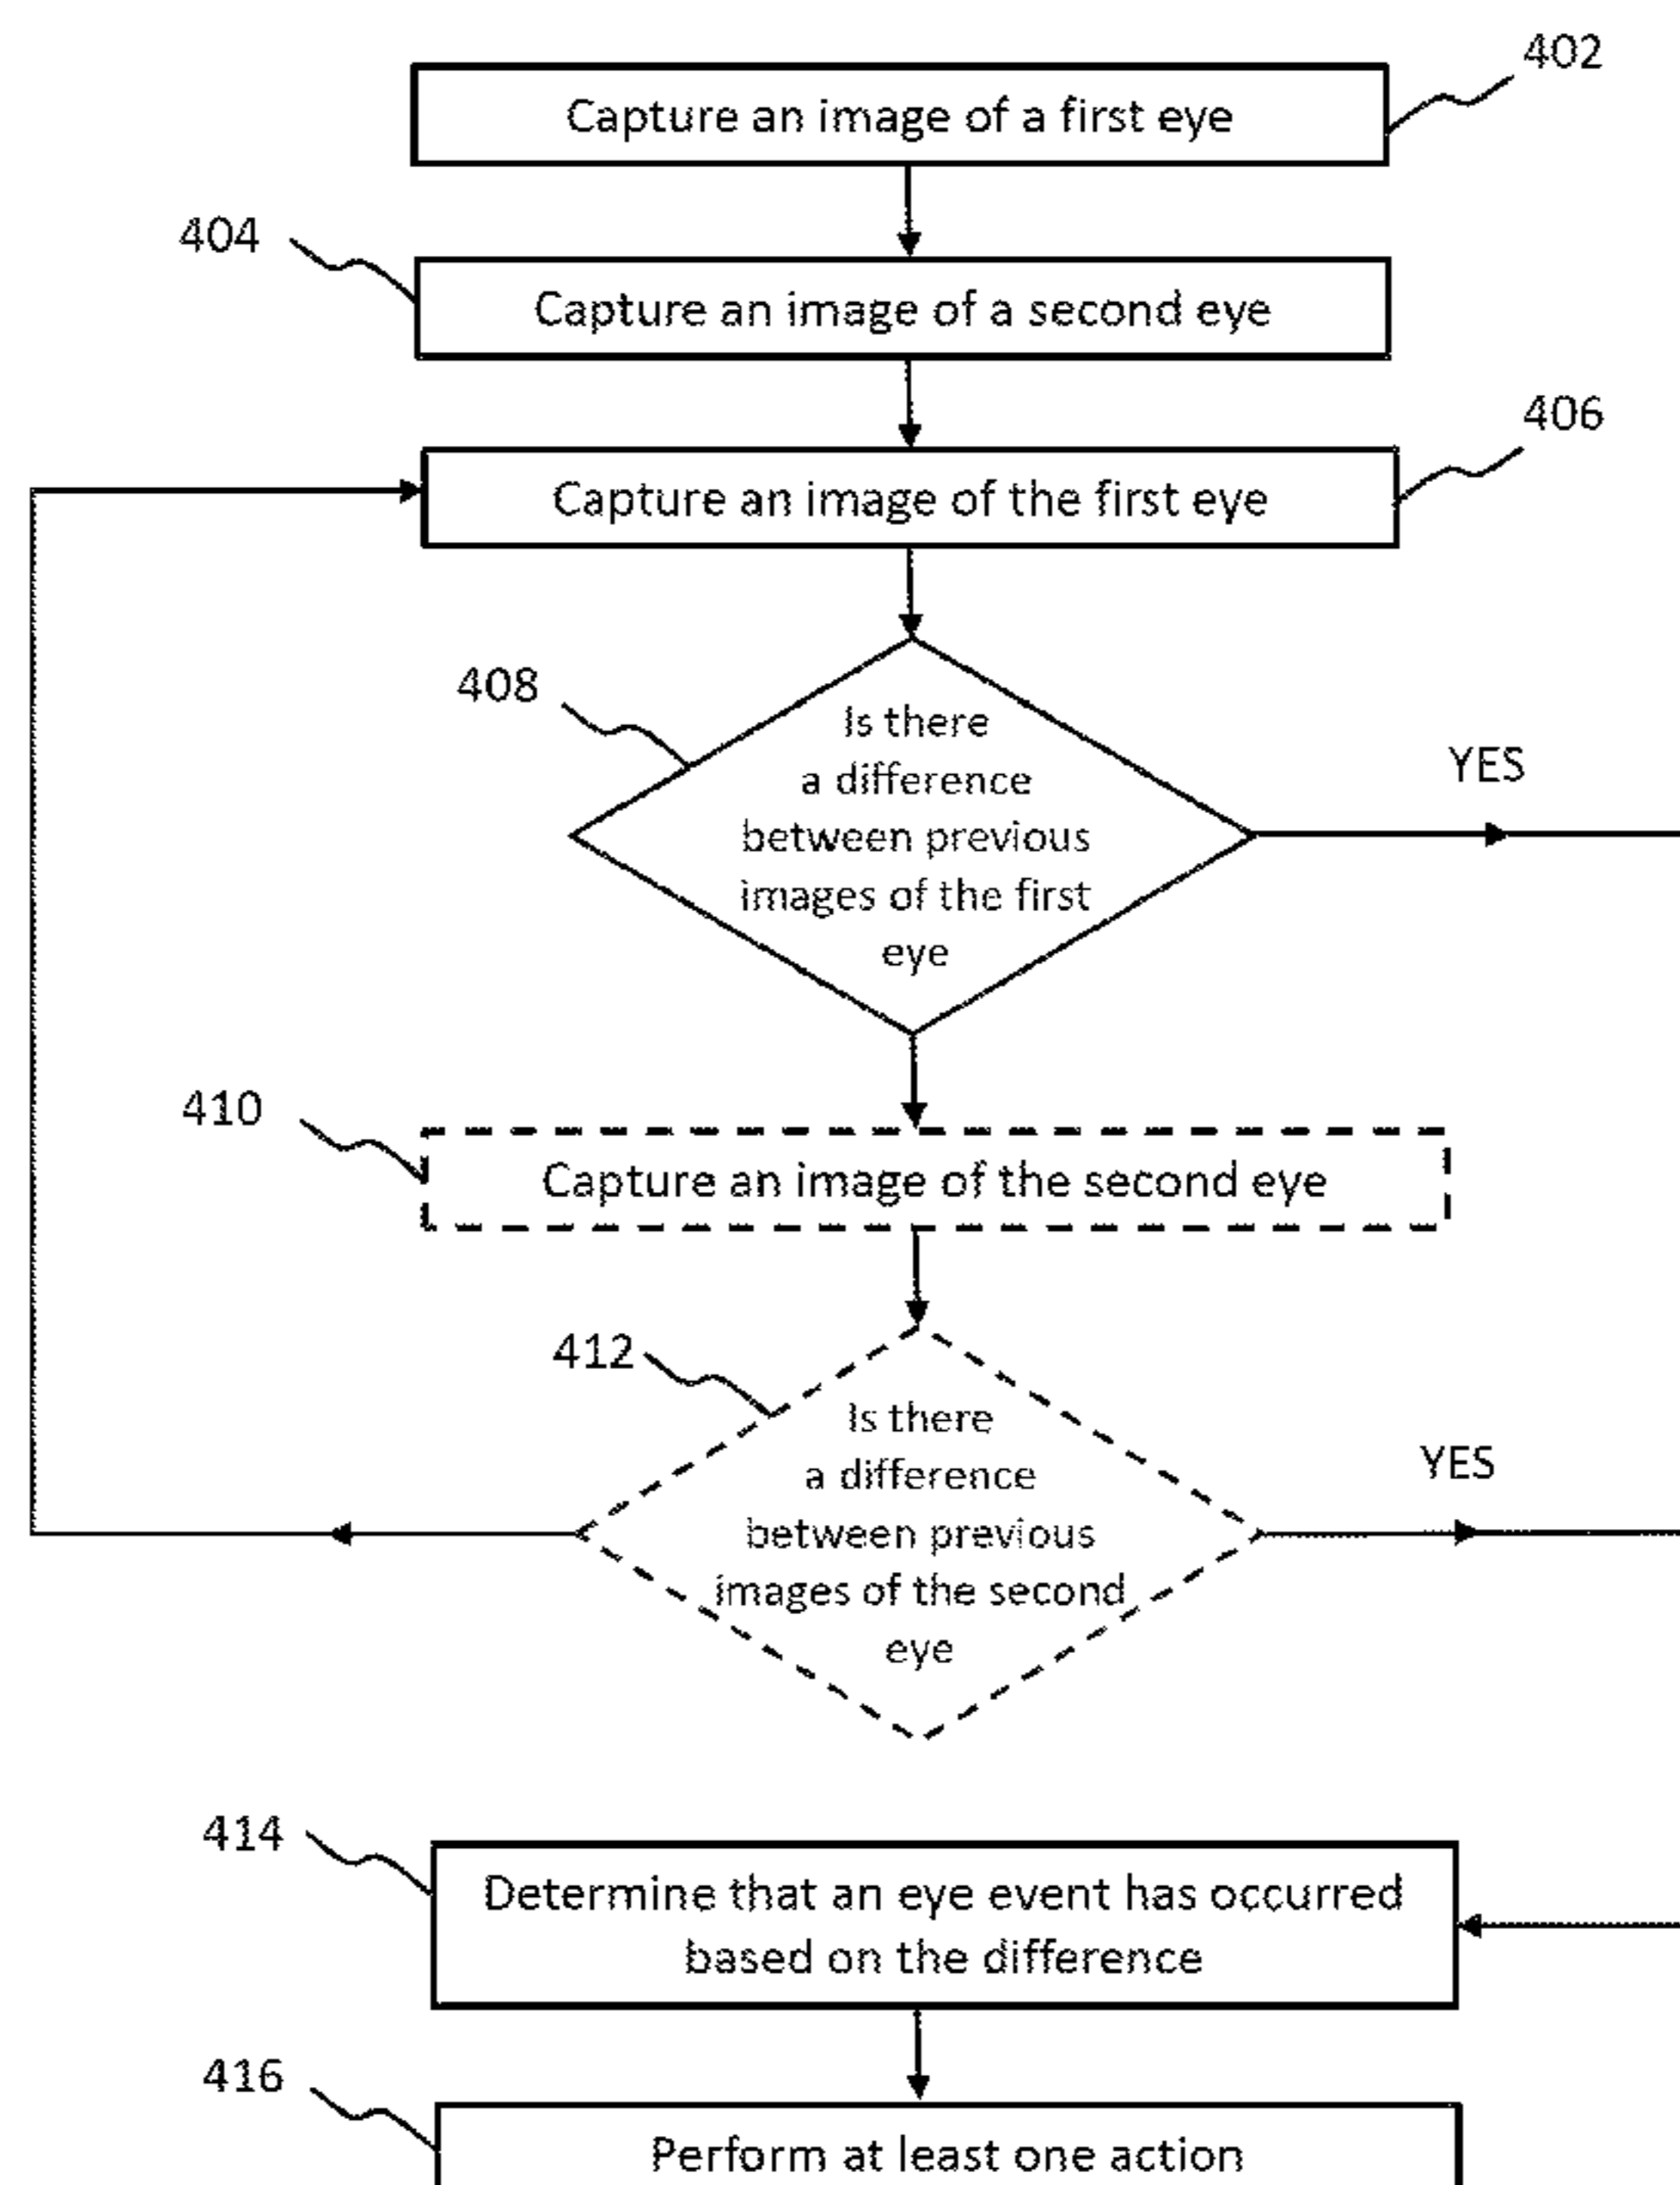 402
Capture an image of a first eye
404
Capture an image of a second eye
406
Capture an image of the first eye
408
Is there
a difference
between previous
images of the first
eye
YES
410
Capture an image of the second eye
412
Is there
a difference
between previous
images of the second
eye
YES
414
Determine that an eye event has occurred
based on the difference
416
Perform at least one action